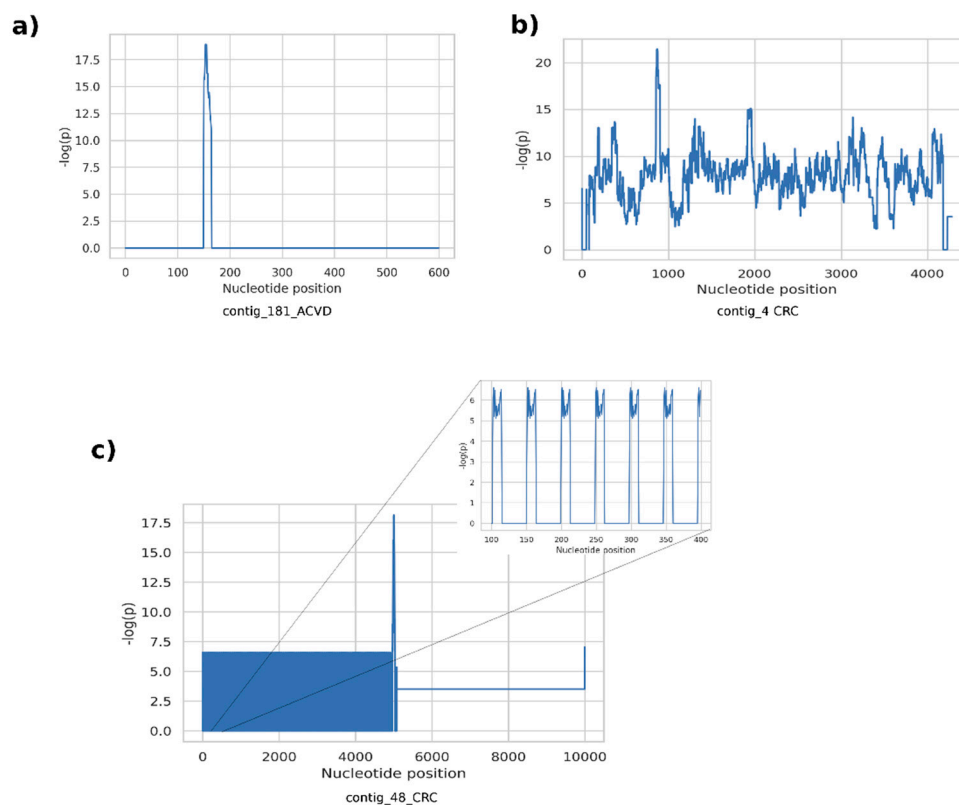 a)
17.5
15.0
12.5
10.0
7.5
5.0
2.5
0.0
-log(p)
0 100 200 300 400 500 600
Nucleotide position
contig_181_ACVD
b)
20
15
10
5
0
-log(p)
0 1000 2000 3000 4000
Nucleotide position
contig_4 CRC
c)
6
5
4
3
2
1
0
-log(p)
100 150 200 250 300 350 400
Nucleotide position
17.5
15.0
12.5
10.0
7.5
5.0
2.5
0.0
-log(p)
0 2000 4000 6000 8000 10000
Nucleotide position
contig_48_CRC